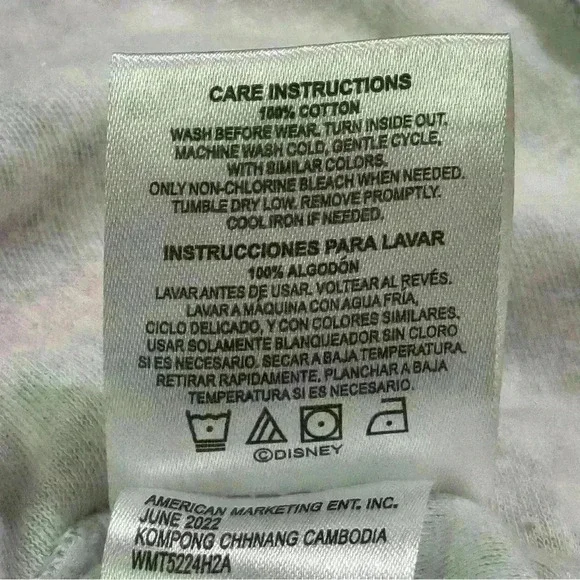 CARE INSTRUCTIONS
100% COTTON
WASH BEFORE WEAR. TURN INSIDE OUT.
MACHINE WASH COLD, GENTLE CYCLE,
WITH SIMILAR COLORS.
ONLY NON-CHLORINE BLEACH WHEN NEEDED.
TUMBLE DRY LOW. REMOVE PROMPTLY.
COOL IRON IF NEEDED.
INSTRUCCIONES PARA LAVAR
100% ALGODÓN
LAVAR ANTES DE USAR. VOLTEAR AL REVÉS.
LAVAR A MÁQUINA CON AGUA FRÍA,
CICLO DELICADO, Y CON COLORES SIMILARES.
USAR SOLAMENTE BLANQUEADOR SIN CLORO
SI ES NECESARIO. SECAR A BAJA TEMPERATURA.
RETIRAR RAPIDAMENTE, PLANCHAR A BAJA
TEMPERATURA SI ES NECESARIO.
©DISNEY
AMERICAN MARKETING ENT. INC.
JUNE 2022
KOMPONG CHHNANG CAMBODIA
WMT5224H2A